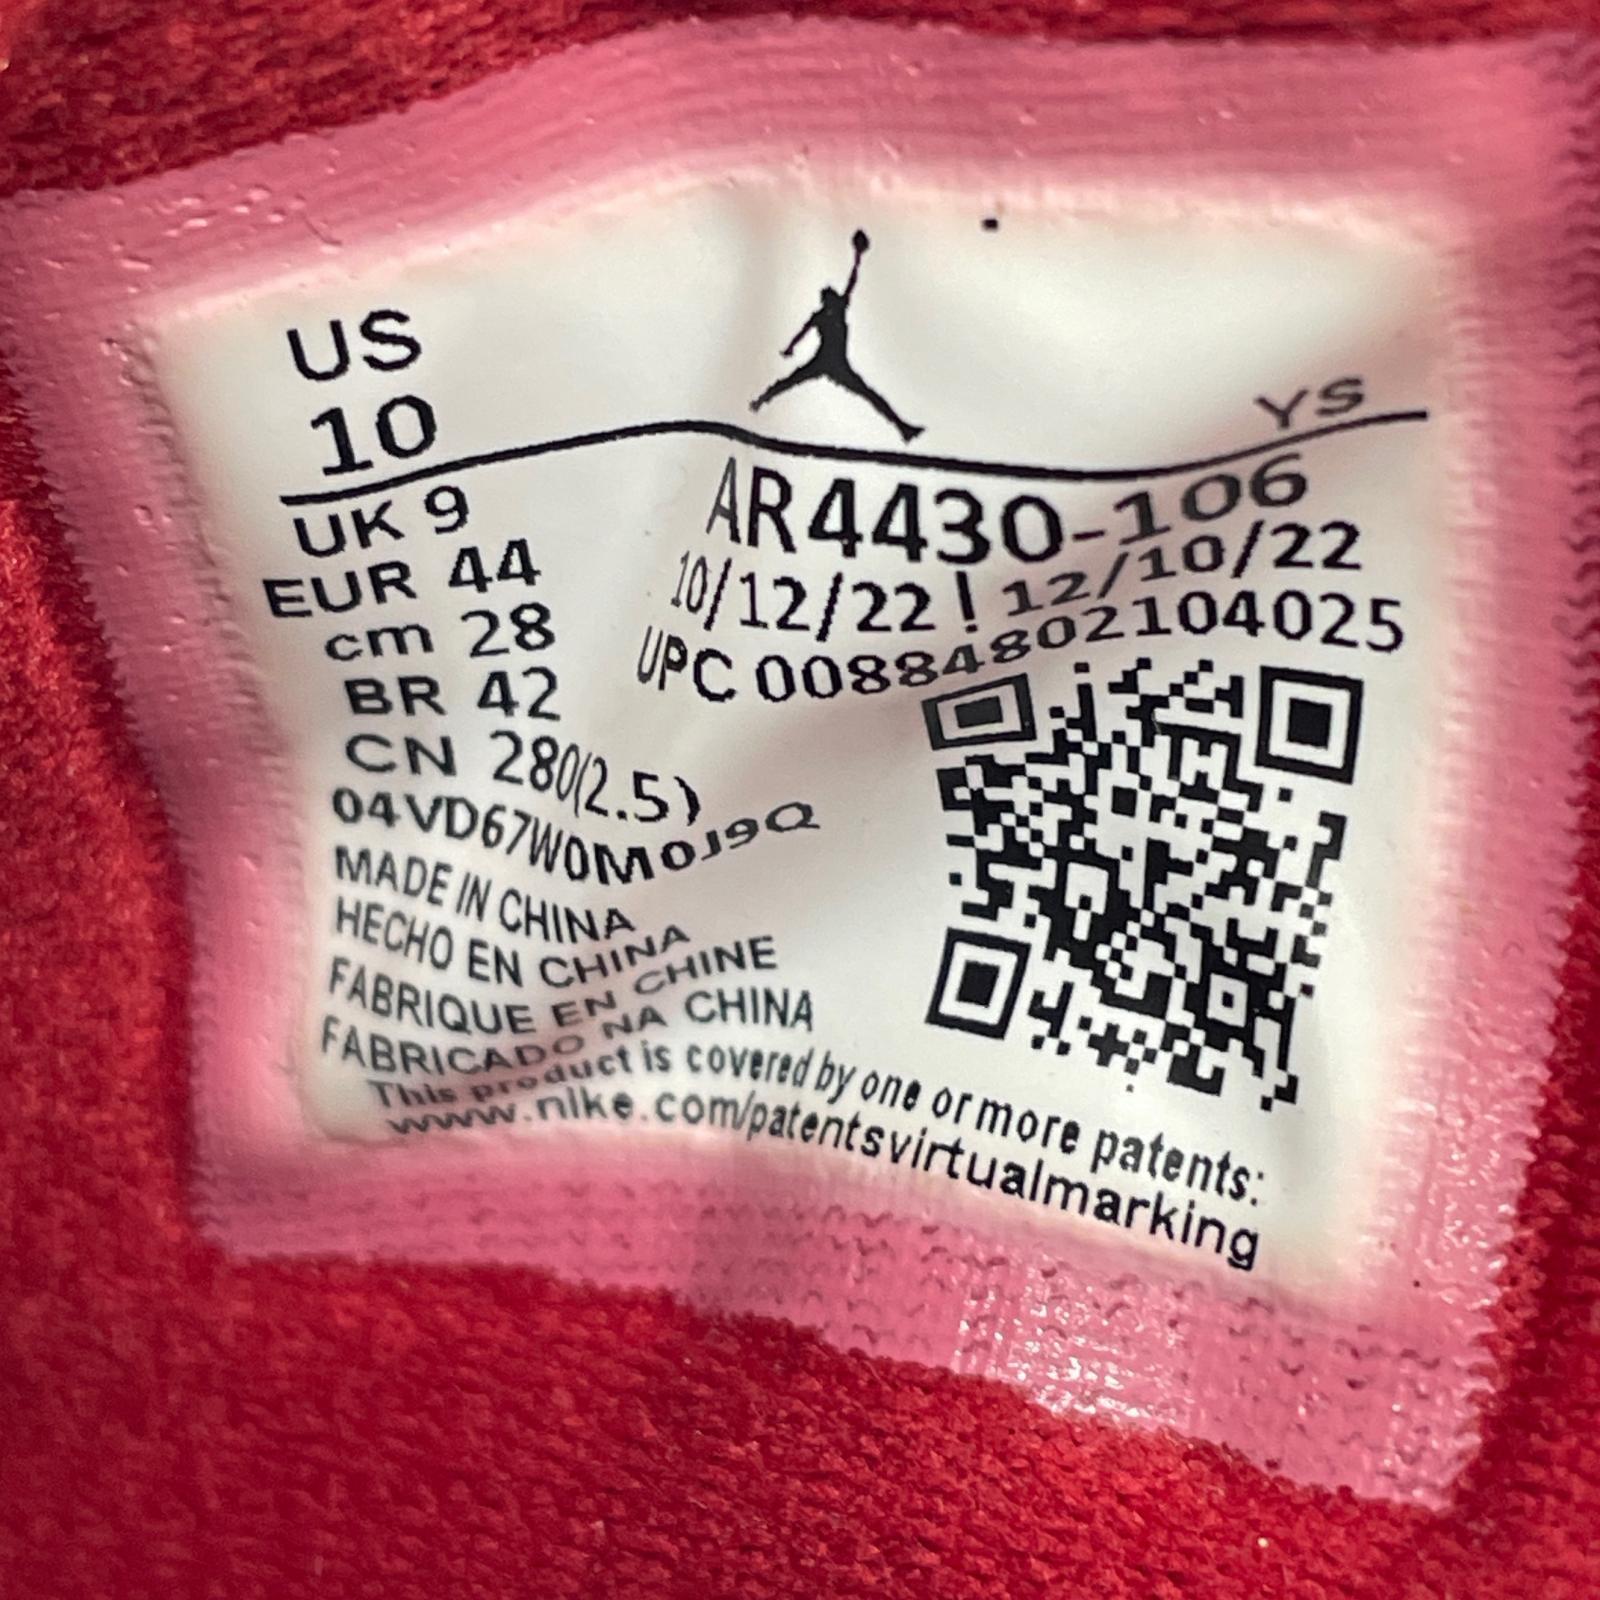 US
10
UK 9
EUR 44
cm 28
BR 42
CN 280(2.5)
04VD67W0M0J9Q
MADE IN CHINA
HECHO EN CHINA
FABRIQUE EN CHINE
FABRICADO NA CHINA
This product is covered by one or more patents:
www.nike.com/patentsvirtualmarking
YS
AR4430-106
10/12/22 ! 12/10/22
UPC 00884802104025